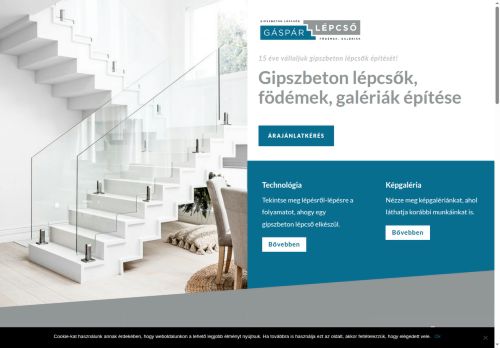 GIPSZBETON LÉPCSŐK
GÁSPÁR LÉPCSŐ
FÖDÉMEK, GALÉRIÁK
15 éve vállaljuk gipszbeton lépcsők építését!
Gipszbeton lépcsők,
födémek, galériák építése
ÁRAJÁNLATKÉRÉS
Technológia
Tekintse meg lépésről-lépésre a
folyamatot, ahogy egy
gipszbeton lépcső elkészül.
Bővebben
Képgaléria
Nézze meg képgalériánkat, ahol
láthatja korábbi munkáinkat is.
Bővebben
Cookie-kat használunk annak érdekében, hogy weboldalunkon a lehető legjobb élményt nyújtsuk. Ha továbbra is használja ezt az oldalt, akkor feltételezzük, hogy elégedett vele. Ok